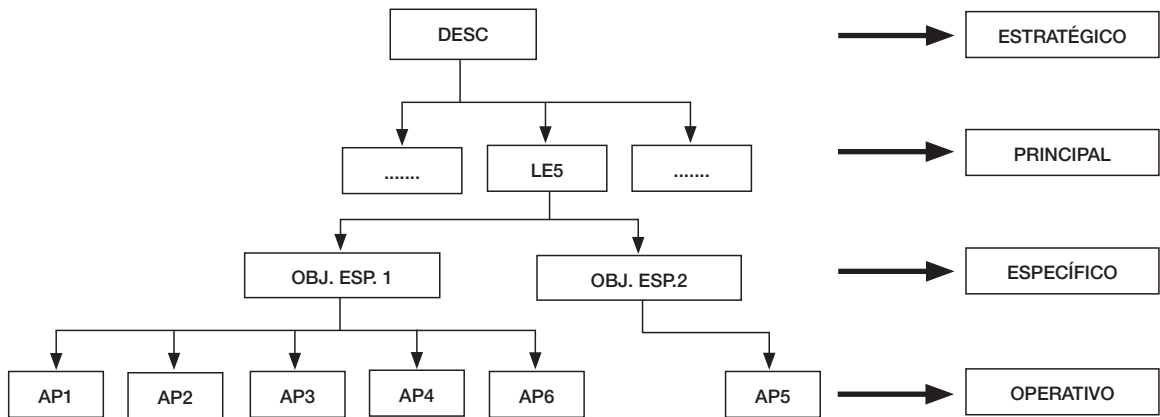 DESC
ESTRATÉGICO
.......
LE5
.......
PRINCIPAL
OBJ. ESP. 1
OBJ. ESP.2
ESPECÍFICO
AP1
AP2
AP3
AP4
AP6
AP5
OPERATIVO